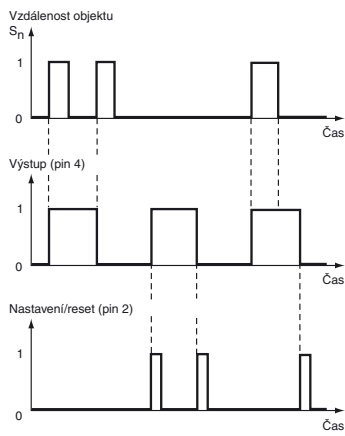 Vzdálenost objektu
Sn
1
0
Čas
Výstup (pin 4)
1
0
Čas
Nastavení/reset (pin 2)
1
0
Čas